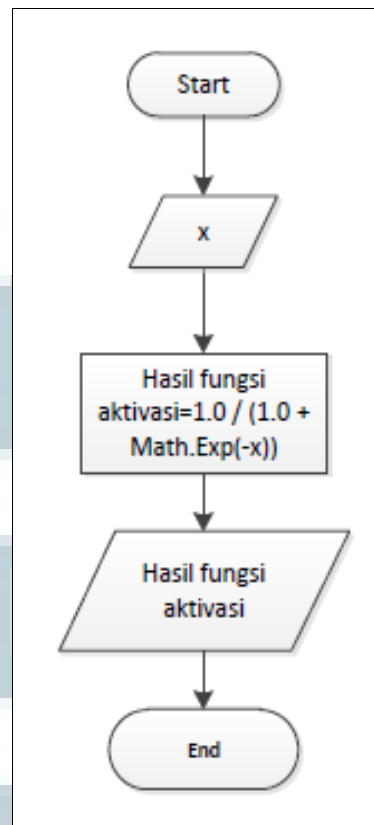 Start
x
Hasil fungsi
aktivasi=1.0 / (1.0 +
Math.Exp(-x))
Hasil fungsi
aktivasi
End